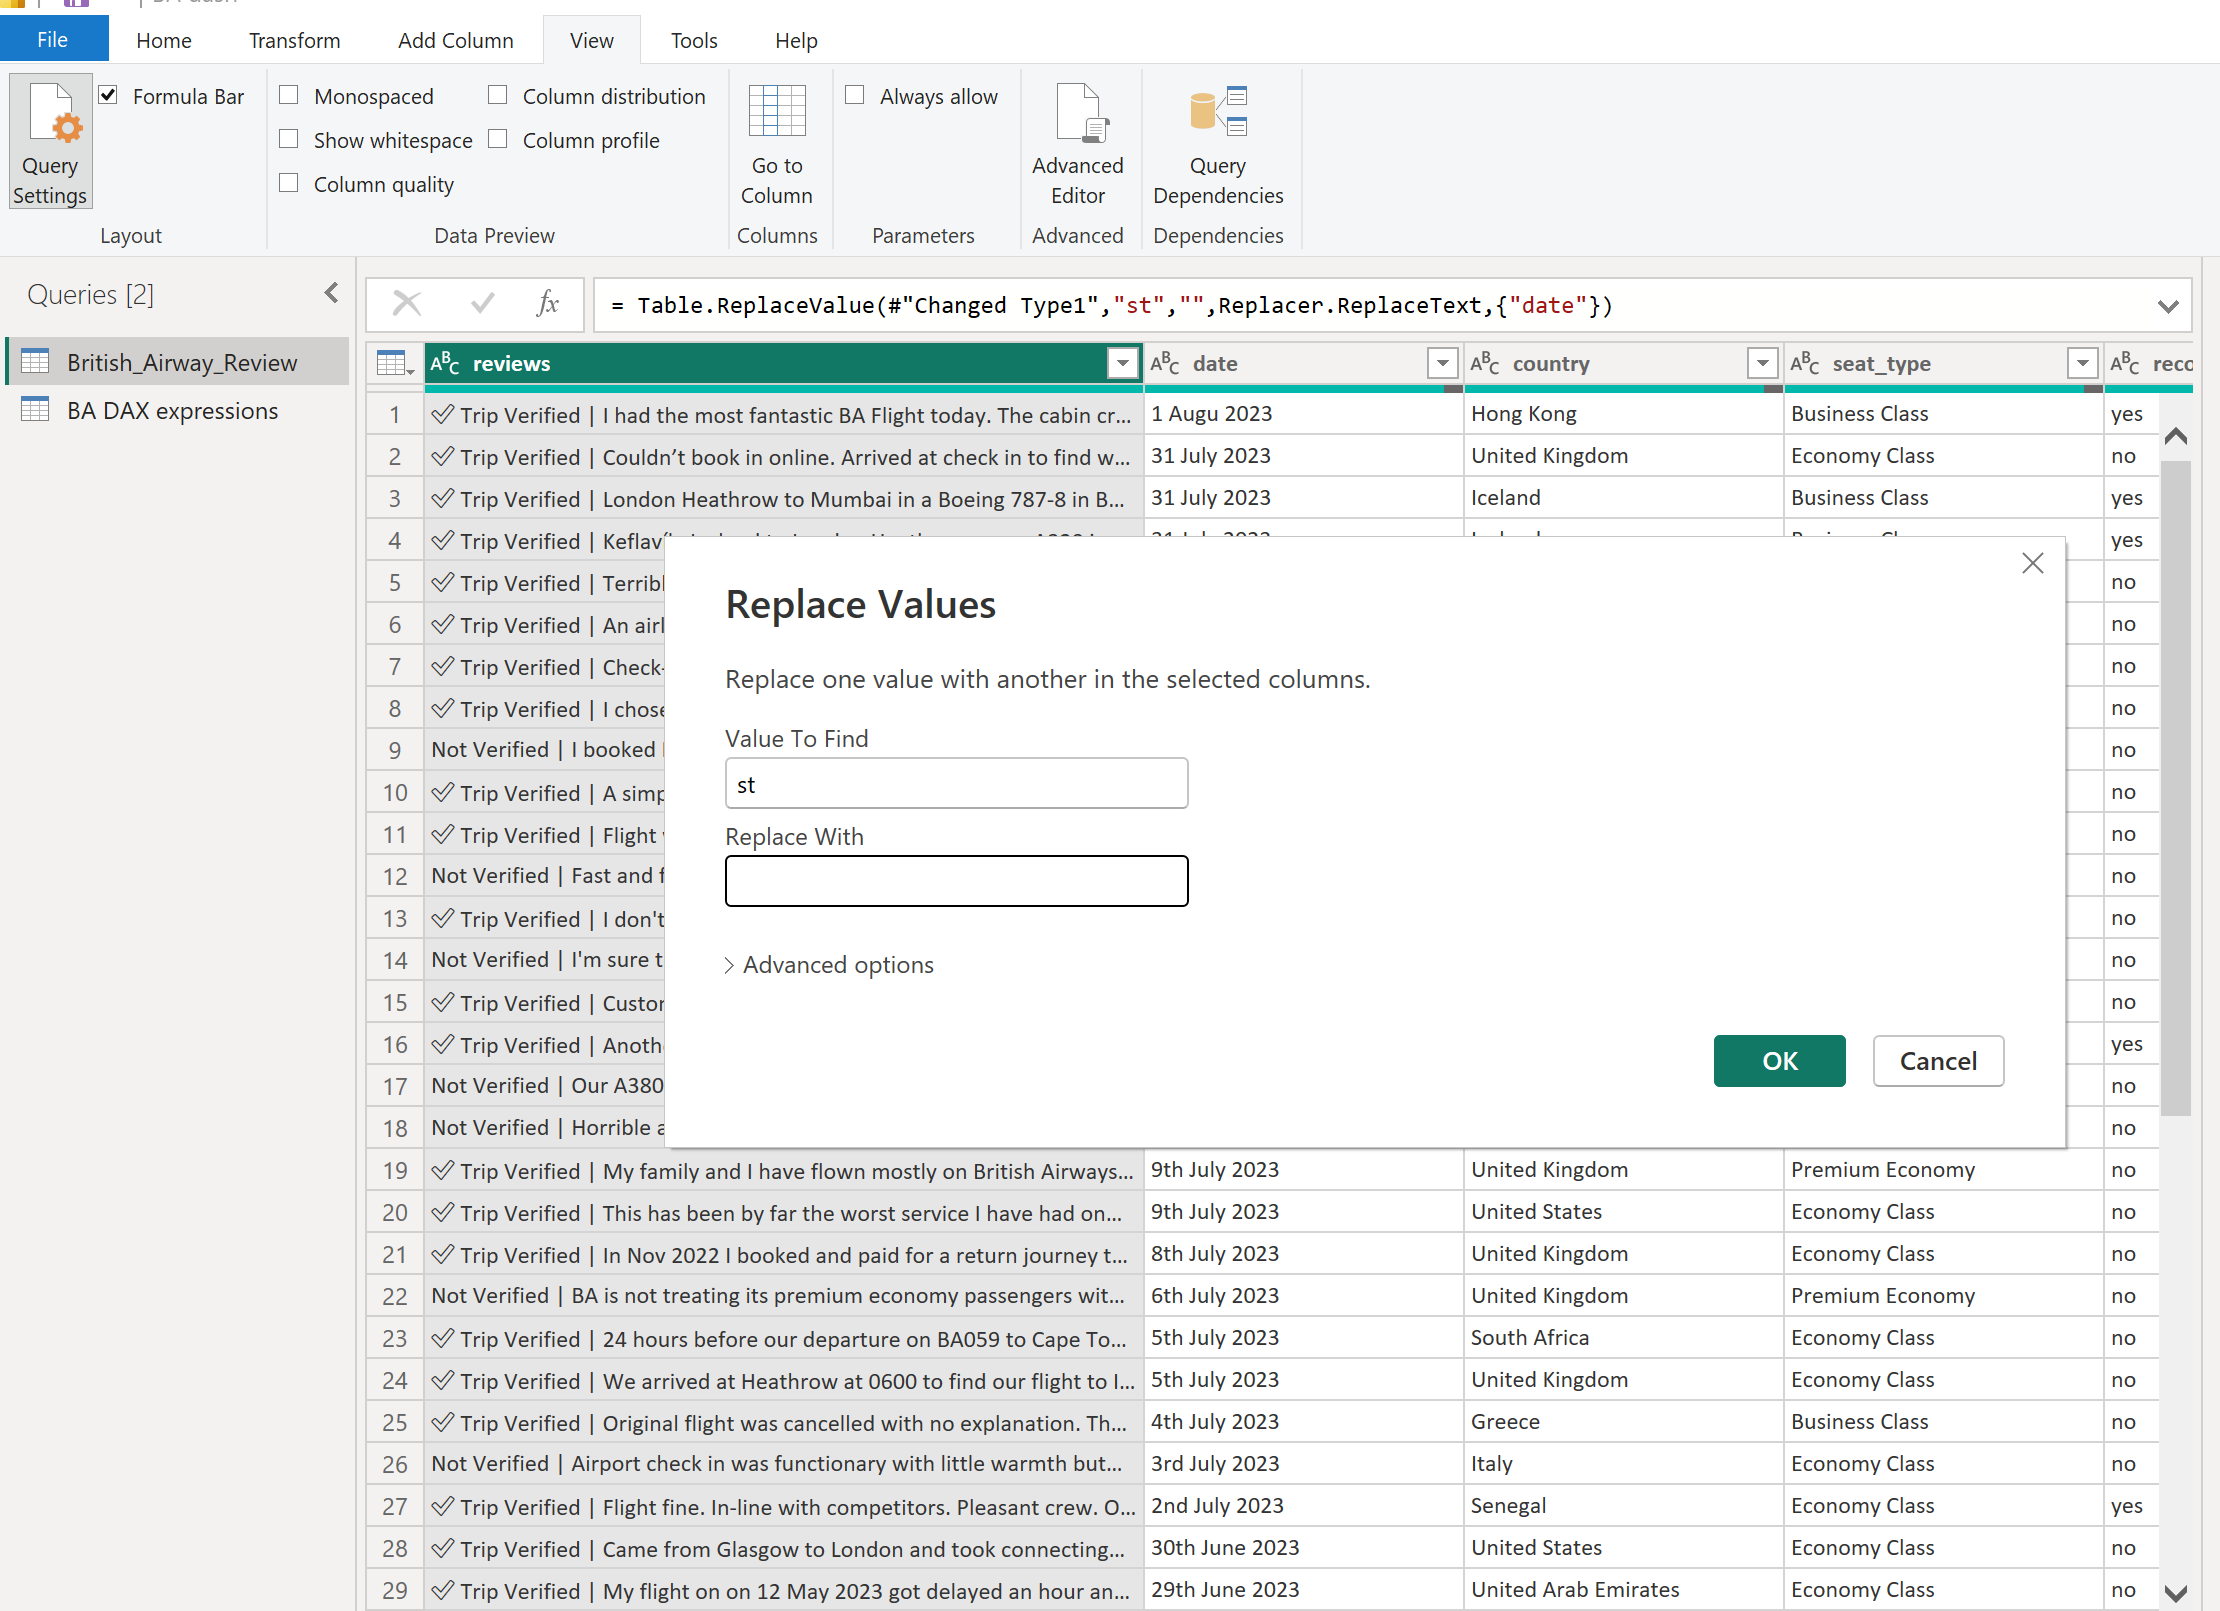 File Home Transform Add Column View Tools Help
Formula Bar Monospaced Column distribution Always allow
Show whitespace Column profile
Query Settings Column quality Go to Column Advanced Editor Query Dependencies
Layout Data Preview Columns Parameters Advanced Dependencies
Queries [2]
British_Airway_Review
BA DAX expressions
fx = Table.ReplaceValue(#"Changed Type1","st","",Replacer.ReplaceText,{"date"})
ABC reviews ABC date ABC country ABC seat_type ABC reco
1 Trip Verified | I had the most fantastic BA Flight today. The cabin cr... 1 Augu 2023 Hong Kong Business Class yes
2 Trip Verified | Couldn’t book in online. Arrived at check in to find w... 31 July 2023 United Kingdom Economy Class no
3 Trip Verified | London Heathrow to Mumbai in a Boeing 787-8 in B... 31 July 2023 Iceland Business Class yes
4 Trip Verified | yes
5 Trip Verified | no
6 Trip Verified | An no
7 Trip Verified | Check- no
8 Trip Verified | I chose no
9 Not Verified | I booked no
10 Trip Verified | A no
11 Trip Verified | Flight no
12 Not Verified | Fast and no
13 Trip Verified | I don't no
14 Not Verified | I'm sure no
15 Trip Verified | no
16 Trip Verified | yes
17 Not Verified | Our A380 no
18 Not Verified | Horrible no
Replace Values
Replace one value with another in the selected columns.
Value To Find
st
Replace With
Advanced options
OK Cancel
19 Trip Verified | My family and I have flown mostly on British Airways... 9th July 2023 United Kingdom Premium Economy no
20 Trip Verified | This has been by far the worst service I have had on... 9th July 2023 United States Economy Class no
21 Trip Verified | In Nov 2022 I booked and paid for a return journey t... 8th July 2023 United Kingdom Economy Class no
22 Not Verified | BA is not treating its premium economy passengers wit... 6th July 2023 United Kingdom Premium Economy no
23 Trip Verified | 24 hours before our departure on BA059 to Cape To... 5th July 2023 South Africa Economy Class no
24 Trip Verified | We arrived at Heathrow at 0600 to find our flight to I... 5th July 2023 United Kingdom Economy Class no
25 Trip Verified | Original flight was cancelled with no explanation. Th... 4th July 2023 Greece Business Class no
26 Not Verified | Airport check in was functionary with little warmth but... 3rd July 2023 Italy Economy Class no
27 Trip Verified | Flight fine. In-line with competitors. Pleasant crew. O... 2nd July 2023 Senegal Economy Class yes
28 Trip Verified | Came from Glasgow to London and took connecting... 30th June 2023 United States Economy Class no
29 Trip Verified | My flight on on 12 May 2023 got delayed an hour an... 29th June 2023 United Arab Emirates Economy Class no